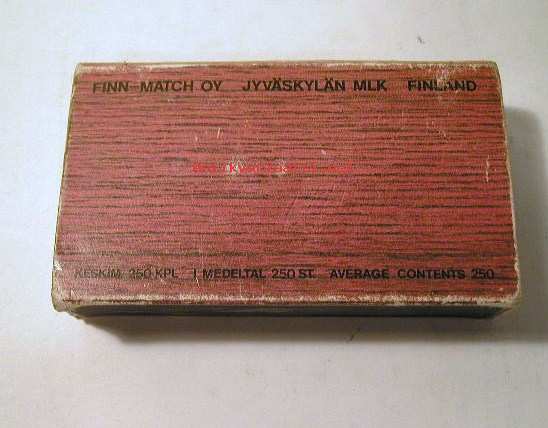 FINN-MATCH OY JYVÄSKYLÄN MLK FINLAND
KESKIM. 250 KPL I MEDELTAL 250 ST. AVERAGE CONTENTS 250